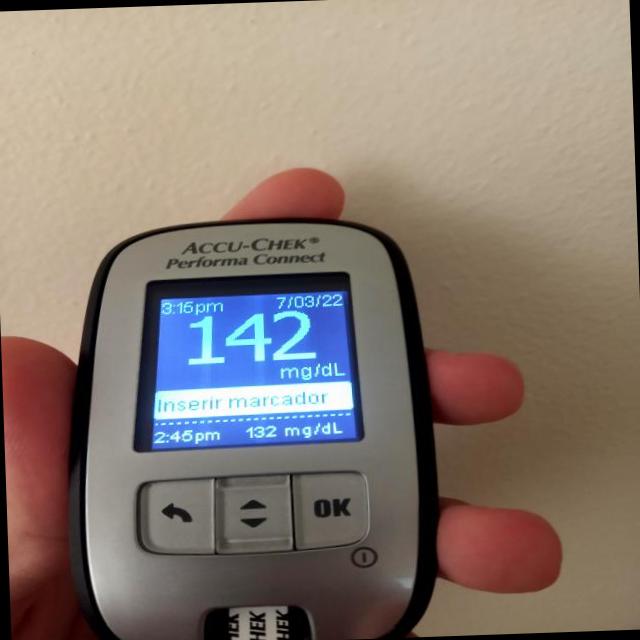 ACCU-CHEK®
Performa Connect
3:15pm 7/03/22
142
mg/dL
Inserir marcador
2:45pm 132 mg/dL
OK
CHEK